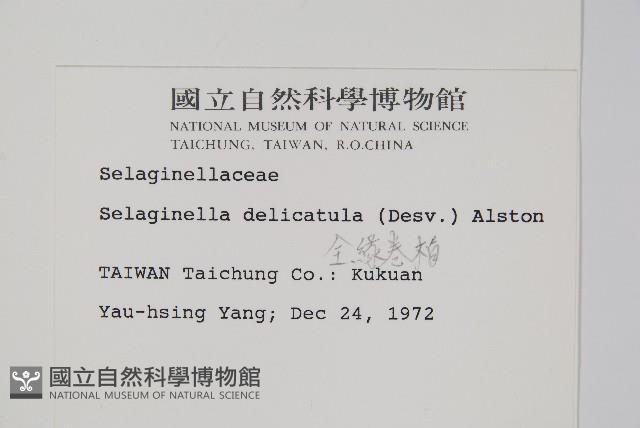 國立自然科學博物館
NATIONAL MUSEUM OF NATURAL SCIENCE
TAICHUNG, TAIWAN, R.O.CHINA
Selaginellaceae
Selaginella delicatula (Desv.) Alston
全緣卷柏
TAIWAN Taichung Co.: Kukuan
Yau-hsing Yang; Dec 24, 1972
國立自然科學博物館
NATIONAL MUSEUM OF NATURAL SCIENCE